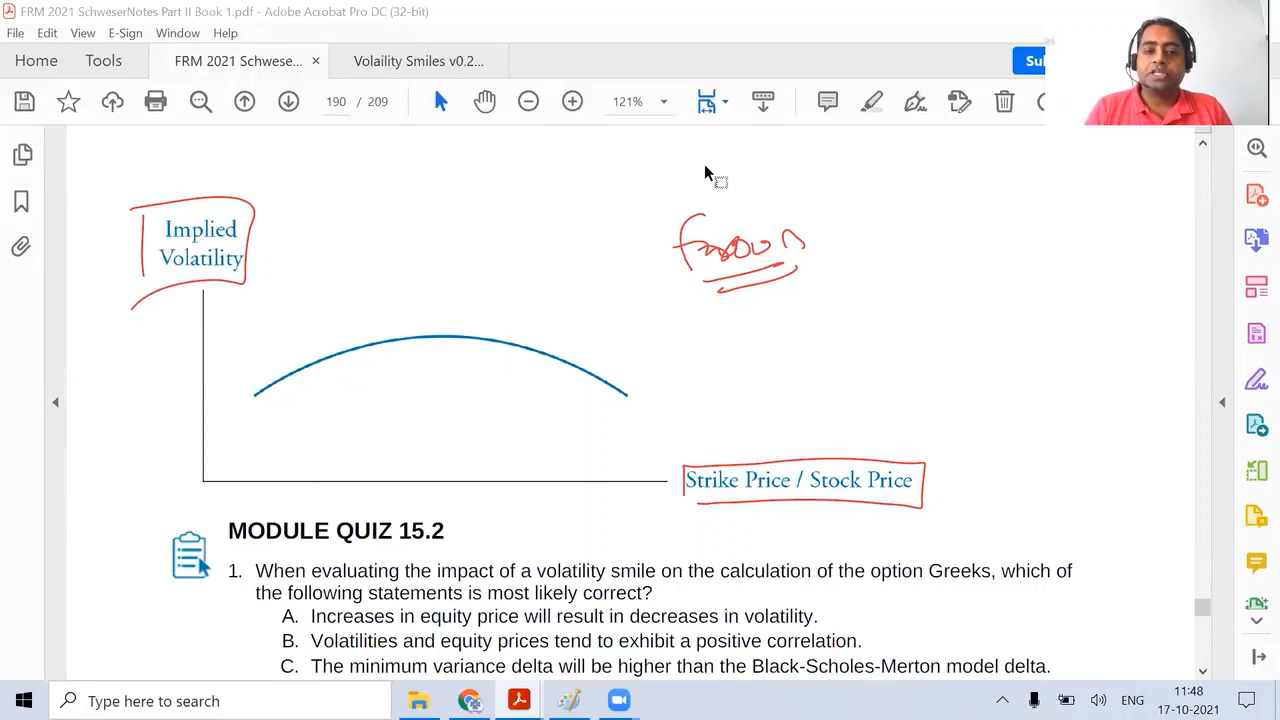 FRM 2021 SchweserNotes Part II Book 1.pdf - Adobe Acrobat Pro DC (32-bit)
File Edit View E-Sign Window Help
Home Tools FRM 2021 Schwese... × Volaility Smiles v0.2...
190 / 209 121%
Implied
Volatility
Strike Price / Stock Price
MODULE QUIZ 15.2
1. When evaluating the impact of a volatility smile on the calculation of the option Greeks, which of
the following statements is most likely correct?
A. Increases in equity price will result in decreases in volatility.
B. Volatilities and equity prices tend to exhibit a positive correlation.
C. The minimum variance delta will be higher than the Black-Scholes-Merton model delta.
Type here to search
ENG
11:48
17-10-2021